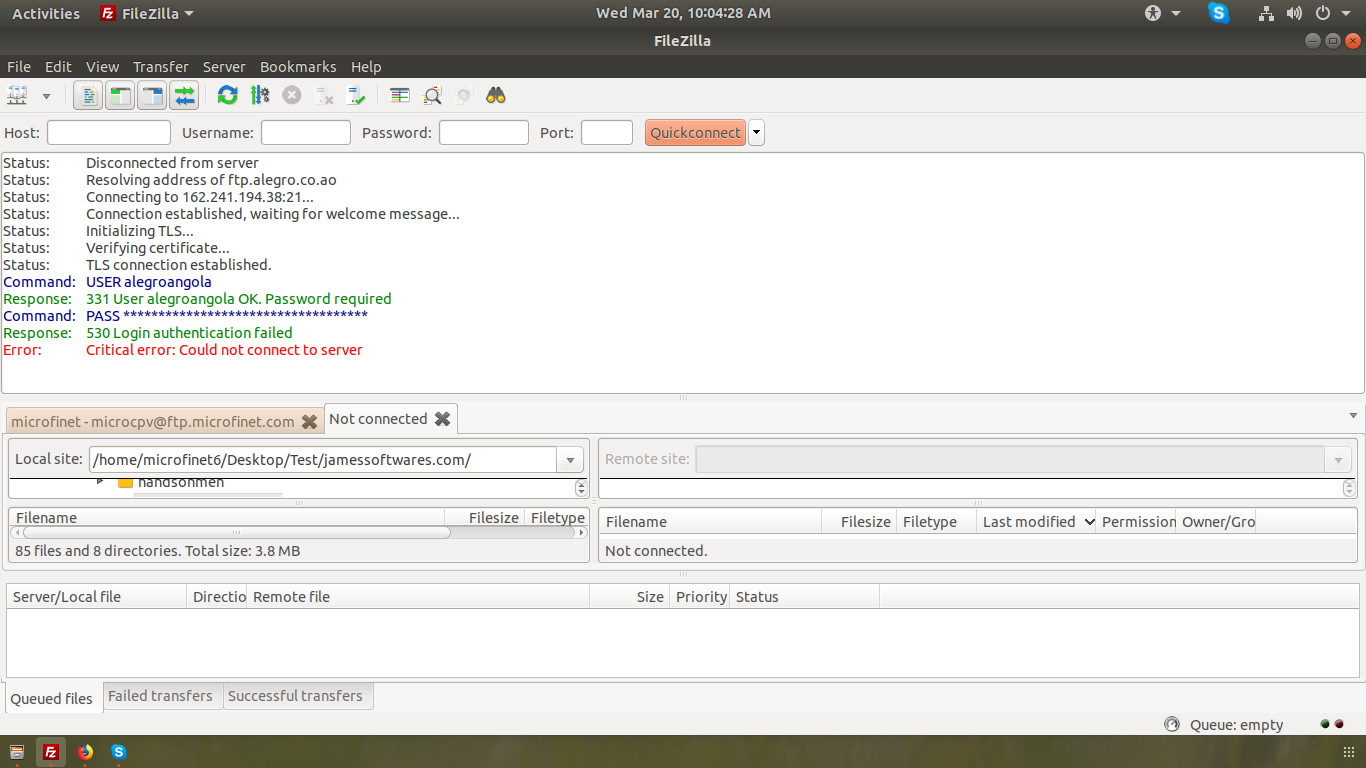 Activities FileZilla Wed Mar 20, 10:04:28 AM
FileZilla
File Edit View Transfer Server Bookmarks Help
Host: Username: Password: Port: Quickconnect
Status: Disconnected from server
Status: Resolving address of ftp.alegro.co.ao
Status: Connecting to 162.241.194.38:21...
Status: Connection established, waiting for welcome message...
Status: Initializing TLS...
Status: Verifying certificate...
Status: TLS connection established.
Command: USER alegroangola
Response: 331 User alegroangola OK. Password required
Command: PASS ***********************************
Response: 530 Login authentication failed
Error: Critical error: Could not connect to server
microfinet - microcpv@ftp.microfinet.com Not connected
Local site: /home/microfinet6/Desktop/Test/jamessoftwares.com/ Remote site:
handsonmen
Filename Filesize Filetype Filename Filesize Filetype Last modified Permission Owner/Gro
85 files and 8 directories. Total size: 3.8 MB Not connected.
Server/Local file Directio Remote file Size Priority Status
Queued files Failed transfers Successful transfers
Queue: empty